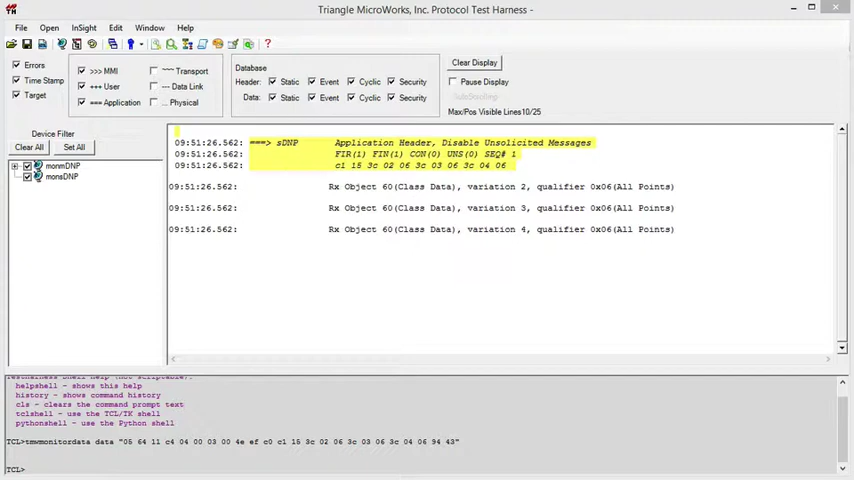 Triangle MicroWorks, Inc. Protocol Test Harness -
File Open InSight Edit Window Help
Errors
Time Stamp
Target
>>> MMI
+++ User
=== Application
~~~ Transport
--- Data Link
... Physical
Database
Header: Static Event Cyclic Security
Data: Static Event Cyclic Security
Clear Display
Pause Display
AutoScrolling
Max/Pos Visible Lines10/25
Device Filter
Clear All Set All
monmDNP
monsDNP
09:51:26.562: ===> sDNP Application Header, Disable Unsolicited Messages
09:51:26.562: FIR(1) FIN(1) CON(0) UNS(0) SEQ# 1
09:51:26.562: c1 15 3c 02 06 3c 03 06 3c 04 06
09:51:26.562: Rx Object 60(Class Data), variation 2, qualifier 0x06(All Points)
09:51:26.562: Rx Object 60(Class Data), variation 3, qualifier 0x06(All Points)
09:51:26.562: Rx Object 60(Class Data), variation 4, qualifier 0x06(All Points)
helpshell - shows this help
history - shows command history
cls - clears the command prompt text
tclshell - use the TCL/TK shell
pythonshell - use the Python shell
TCL>tmwmonitordata data "05 64 11 c4 04 00 03 00 4e ef c0 c1 15 3c 02 06 3c 03 06 3c 04 06 94 43"
TCL>